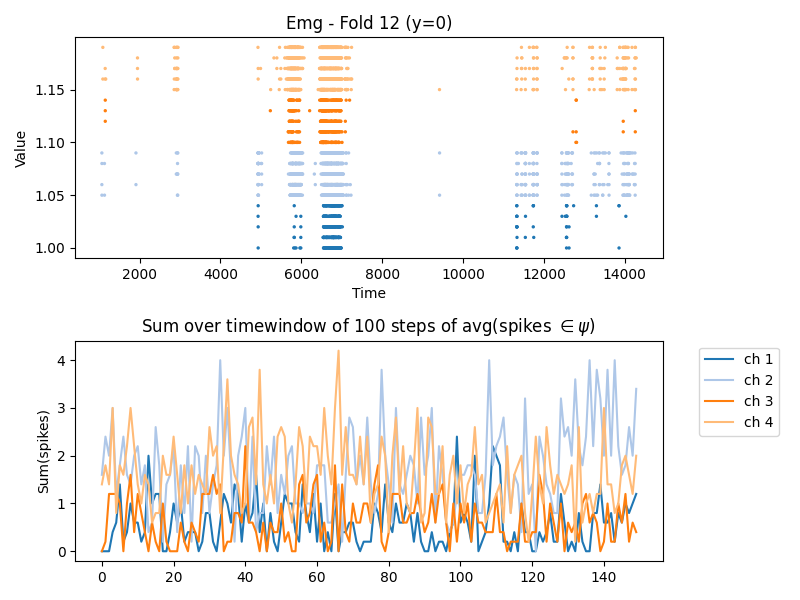 Emg - Fold 12 (y=0)
Value
1.15
1.10
1.05
1.00
2000 4000 6000 8000 10000 12000 14000
Time
Sum over timewindow of 100 steps of avg(spikes ∈ψ)
Sum(spikes)
4
3
2
1
0
0 20 40 60 80 100 120 140
ch 1
ch 2
ch 3
ch 4